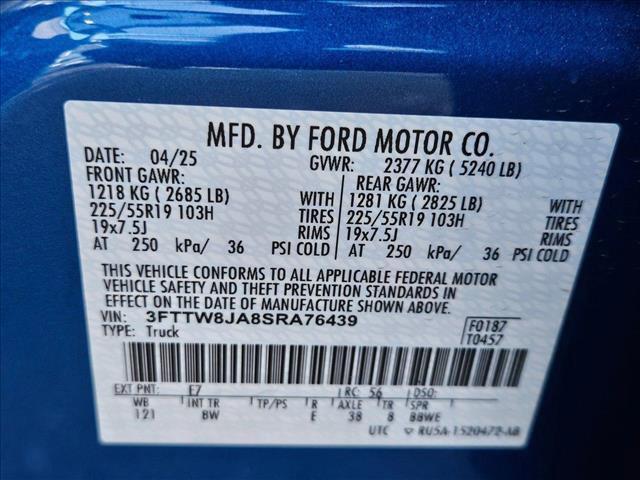 MFD. BY FORD MOTOR CO.
DATE: 04/25 GVWR: 2377 KG ( 5240 LB)
FRONT GAWR: REAR GAWR:
1218 KG ( 2685 LB) WITH 1281 KG ( 2825 LB) WITH
225/55R19 103H TIRES 225/55R19 103H TIRES
19x7.5J RIMS 19x7.5J RIMS
AT 250 kPa/ 36 PSI COLD AT 250 kPa/ 36 PSI COLD
THIS VEHICLE CONFORMS TO ALL APPLICABLE FEDERAL MOTOR
VEHICLE SAFETY AND THEFT PREVENTION STANDARDS IN
EFFECT ON THE DATE OF MANUFACTURE SHOWN ABOVE.
VIN: 3FTTW8JA8SRA76439 F0187
TYPE: Truck T0457
EXT PNT: E7 RC: 56 DSO:
WB INT TR TP/PS R AXLE TR SPR
121 BW E 38 8 BBWE
UTC ▽ RU5A-1520472-AB